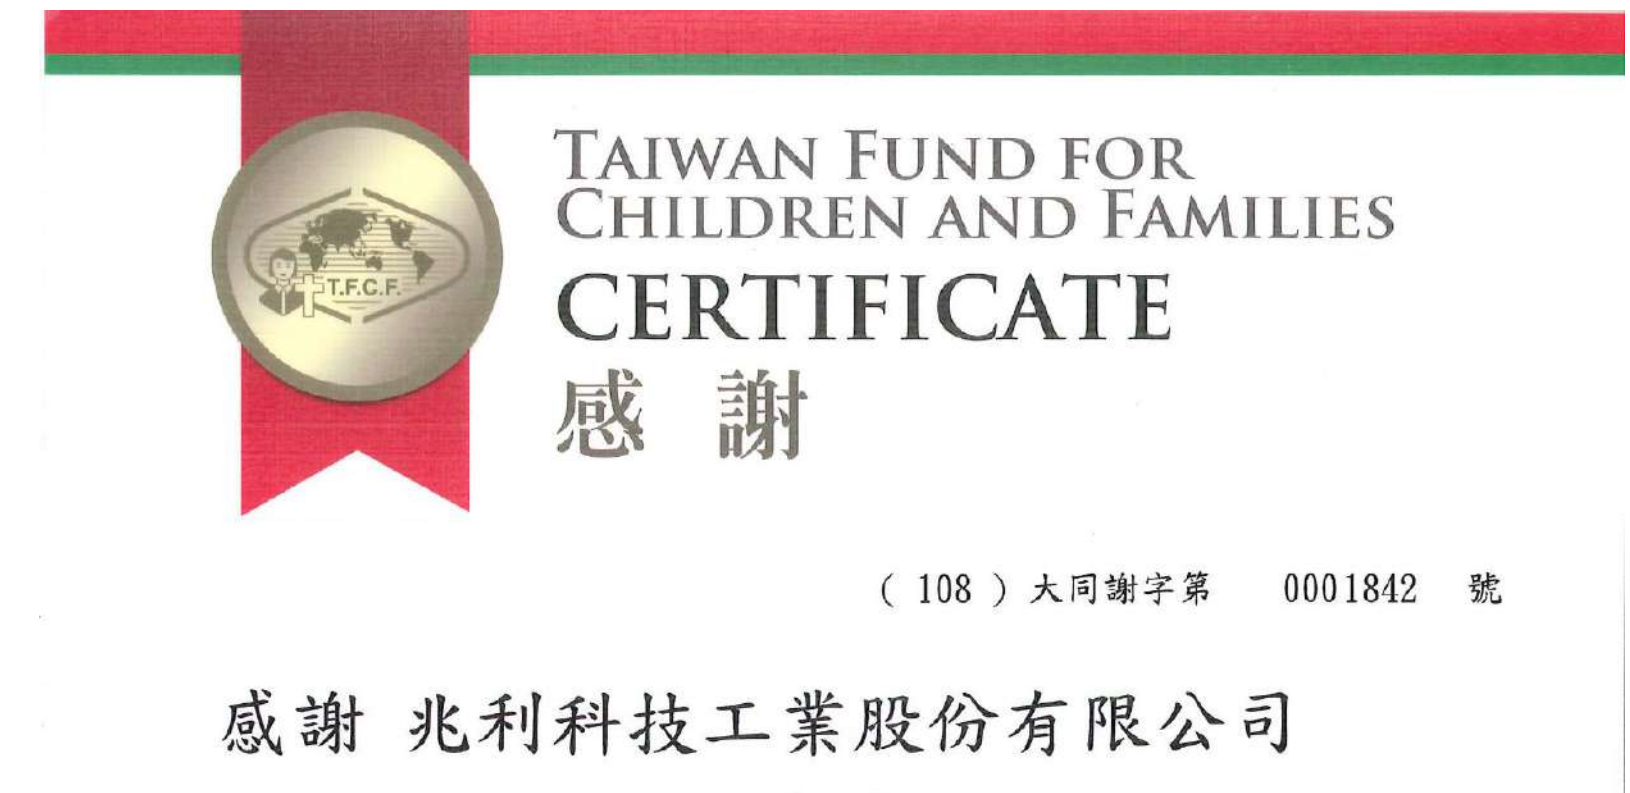 T.F.C.F.
TAIWAN FUND FOR
CHILDREN AND FAMILIES
CERTIFICATE
感 謝
( 108 ) 大同謝字第 0001842 號
感謝 兆利科技工業股份有限公司